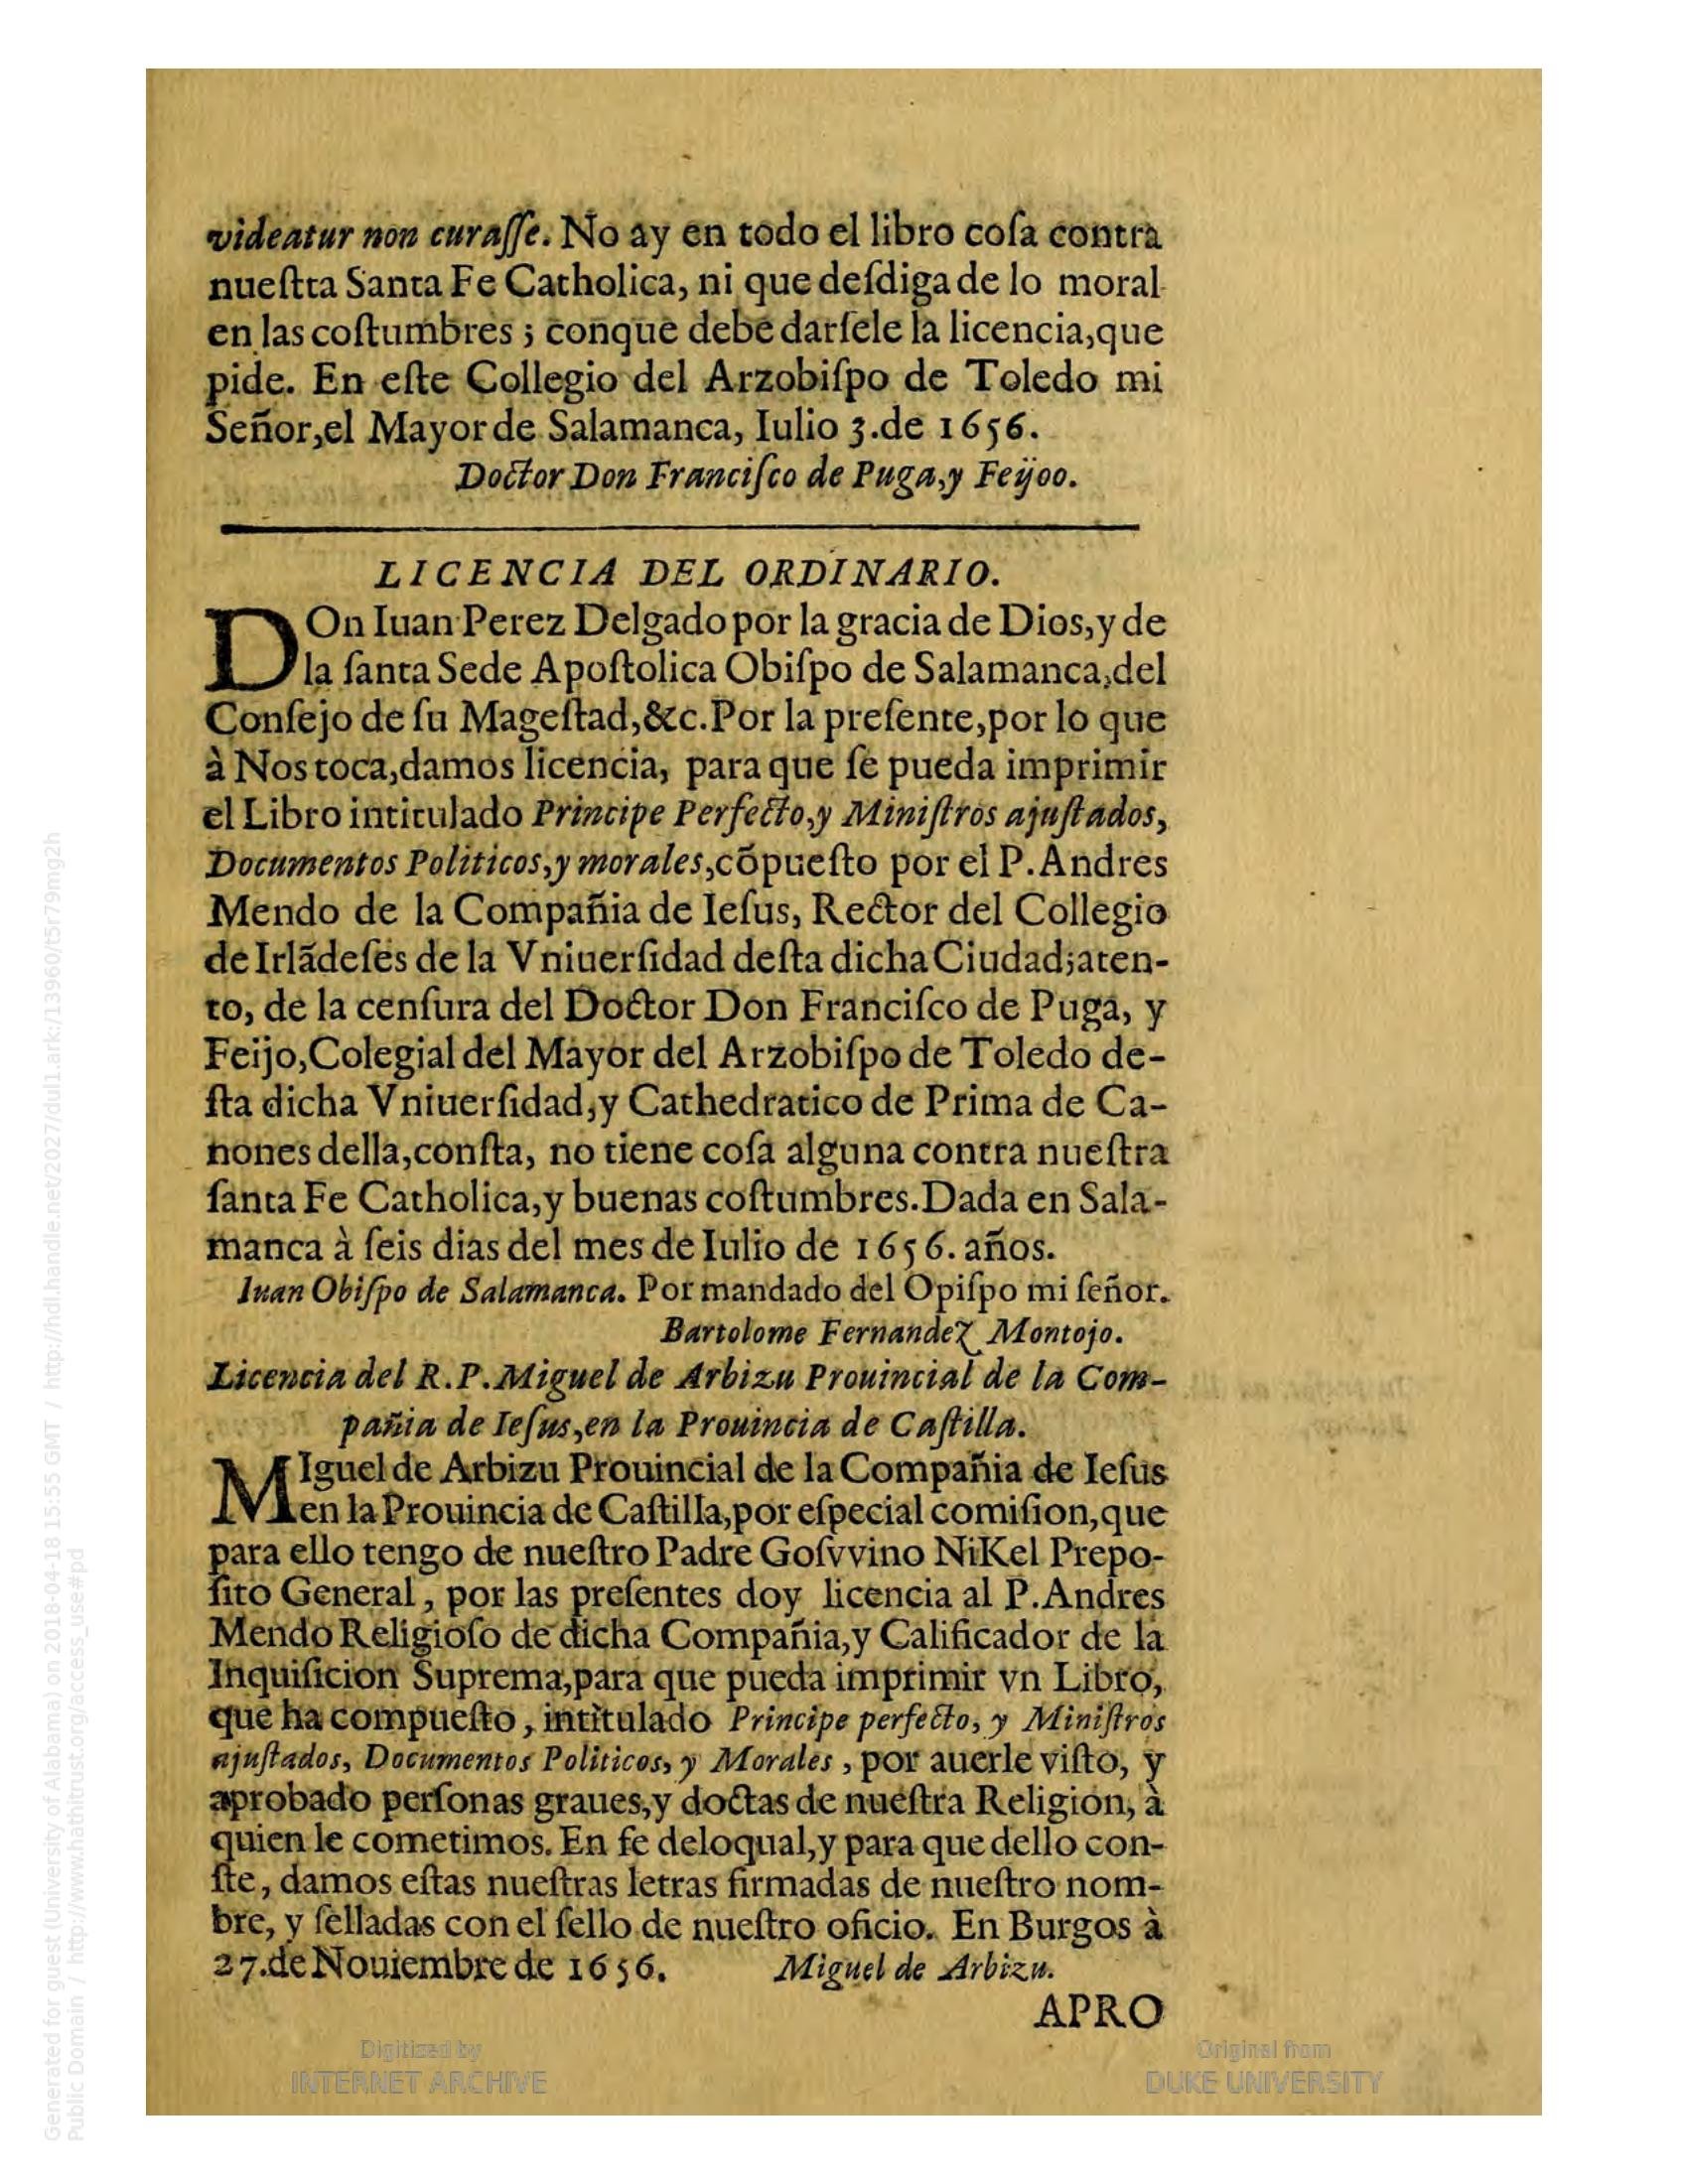 videatur non curaſſe. No ay en todo el libro coſa contra
nueſtta Santa Fe Catholica, ni que deſdiga de lo moral
en las coſtumbres ; conque debe darſele la licencia,que
pide. En eſte Collegio del Arzobiſpo de Toledo mi
Señor,el Mayor de Salamanca, Iulio 3.de 1656.
Doctor Don Franciſco de Puga,y Feijoo.
LICENCIA DEL ORDINARIO.
DOn Iuan Perez Delgado por la gracia de Dios,y de
la ſanta Sede Apoſtolica Obiſpo de Salamanca,del
Conſejo de ſu Mageſtad,&c.Por la preſente,por lo que
à Nos toca,damos licencia, para que ſe pueda imprimir
el Libro intitulado Principe Perfecto,y Miniſtros ajuſtados,
Documentos Politicos,y morales,cõpueſto por el P.Andres
Mendo de la Compañia de Ieſus, Rector del Collegio
de Irlãdeſes de la Vniuerſidad deſta dicha Ciudad;aten-
to, de la cenſura del Doctor Don Franciſco de Puga, y
Feijo,Colegial del Mayor del Arzobiſpo de Toledo de-
ſta dicha Vniuerſidad,y Cathedratico de Prima de Ca-
nones della,conſta, no tiene coſa alguna contra nueſtra
ſanta Fe Catholica,y buenas coſtumbres.Dada en Sala-
manca à ſeis dias del mes de Iulio de 1656. años.
Iuan Obiſpo de Salamanca. Por mandado del Opiſpo mi ſeñor.
Bartolome Fernandez Montojo.
Licencia del R.P.Miguel de Arbizu Prouincial de la Com-
pañia de Ieſus,en la Prouincia de Caſtilla.
MIguel de Arbizu Prouincial de la Compañia de Ieſus
en la Prouincia de Caſtilla,por eſpecial comiſion,que
para ello tengo de nueſtro Padre Goſvvino NiKel Prepo-
ſito General, por las preſentes doy licencia al P.Andres
Mendo Religioſo de dicha Compañia,y Calificador de la
Inquiſicion Suprema,para que pueda imprimir vn Libro,
que ha compueſto, intitulado Principe perfecto, y Miniſtros
ajuſtados, Documentos Politicos, y Morales, por auerle viſto, y
aprobado perſonas graues,y doctas de nueſtra Religion, à
quien le cometimos. En fe deloqual,y para que dello con-
ſte, damos eſtas nueſtras letras firmadas de nueſtro nom-
bre, y ſelladas con el ſello de nueſtro oficio. En Burgos à
27.de Nouiembre de 1656. Miguel de Arbizu.
APRO
Digitized by
INTERNET ARCHIVE
Original from
DUKE UNIVERSITY
Generated for guest (University of Alabama) on 2018-04-18 15:55 GMT / http://hdl.handle.net/2027/dul1.ark:/13960/t5r79mg2h
Public Domain / http://www.hathitrust.org/access_use#pd